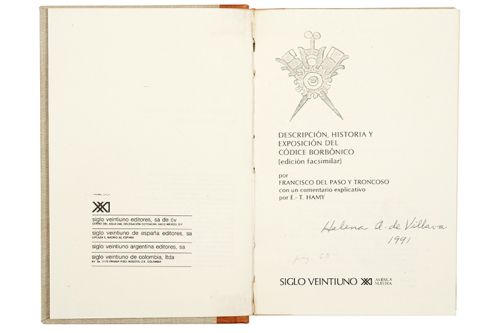 siglo veintiuno editores, sa de cv
siglo veintiuno de españa editores, sa
siglo veintiuno argentina editores, sa
siglo veintiuno de colombia, ltda
DESCRIPCIÓN, HISTORIA Y
EXPOSICIÓN DEL
CÓDICE BORBÓNICO
(edición facsimilar)
por
FRANCISCO DEL PASO Y TRONCOSO
con un comentario explicativo
por E.-T. HAMY
Helena A. de Villava
1991
SIGLO VEINTIUNO
AMÉRICA
NUESTRA